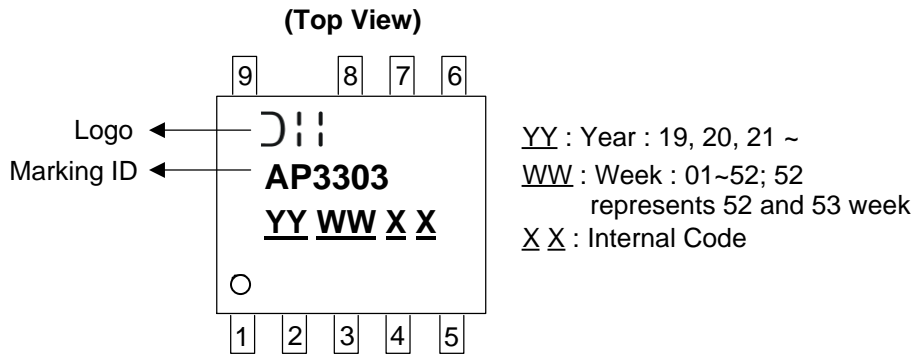 (Top View)
9 8 7 6
Logo
Marking ID
AP3303
YY WW X X
1 2 3 4 5
YY : Year : 19, 20, 21 ~
WW : Week : 01~52; 52
represents 52 and 53 week
X X : Internal Code